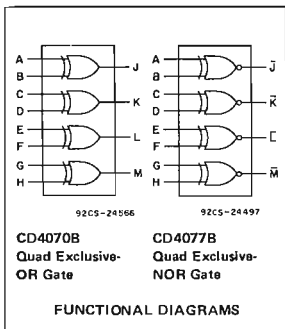 A
B
C
D
E
F
G
H
J
K
L
M
92CS-24566
CD4070B
Quad Exclusive-
OR Gate
A
B
C
D
E
F
G
H
J̅
K̅
L̅
M̅
92CS-24497
CD4077B
Quad Exclusive-
NOR Gate
FUNCTIONAL DIAGRAMS